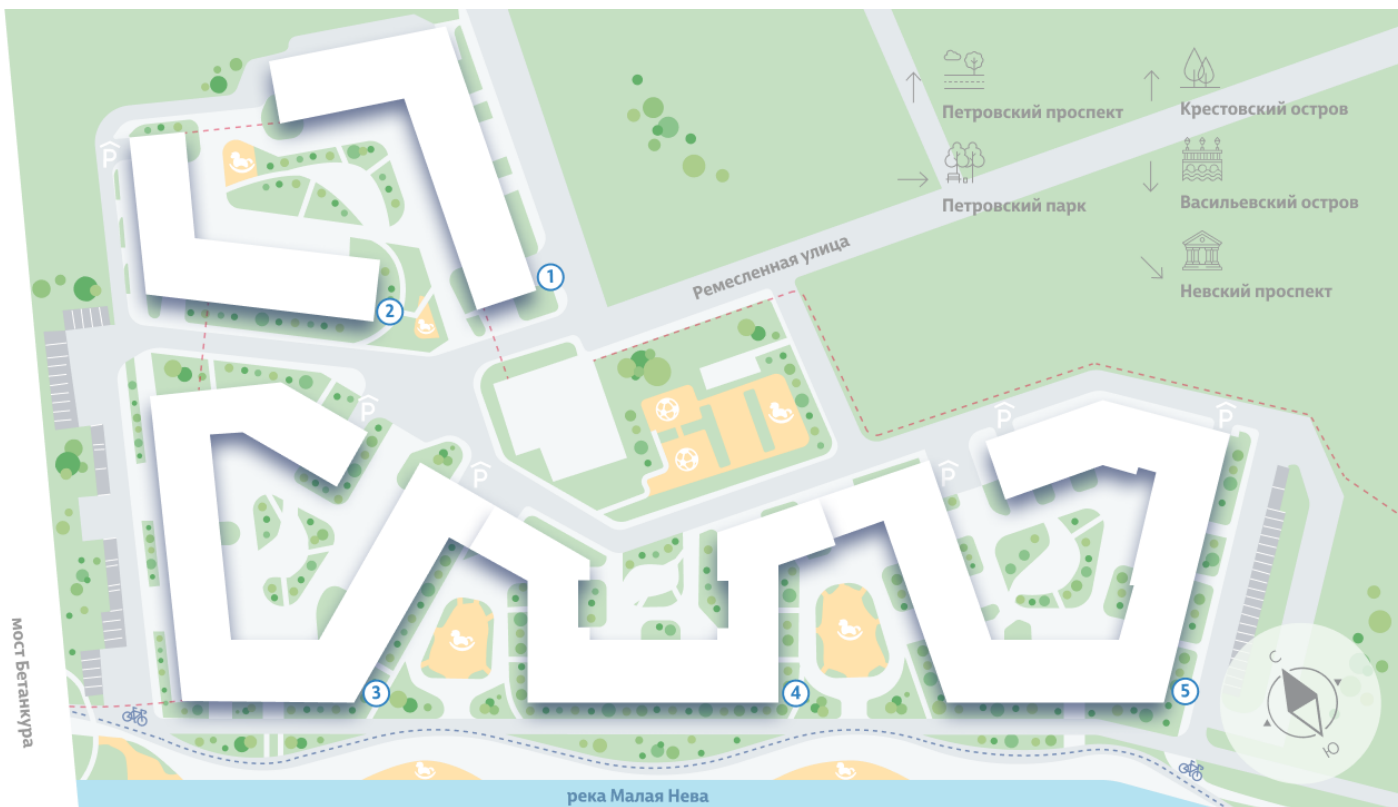 Петровский проспект
Крестовский остров
Петровский парк
Васильевский остров
Невский проспект
Ремесленная улица
1
2
P
P
P
P
P
P
3
4
5
мост Бетанкура
С
Ю
река Малая Нева